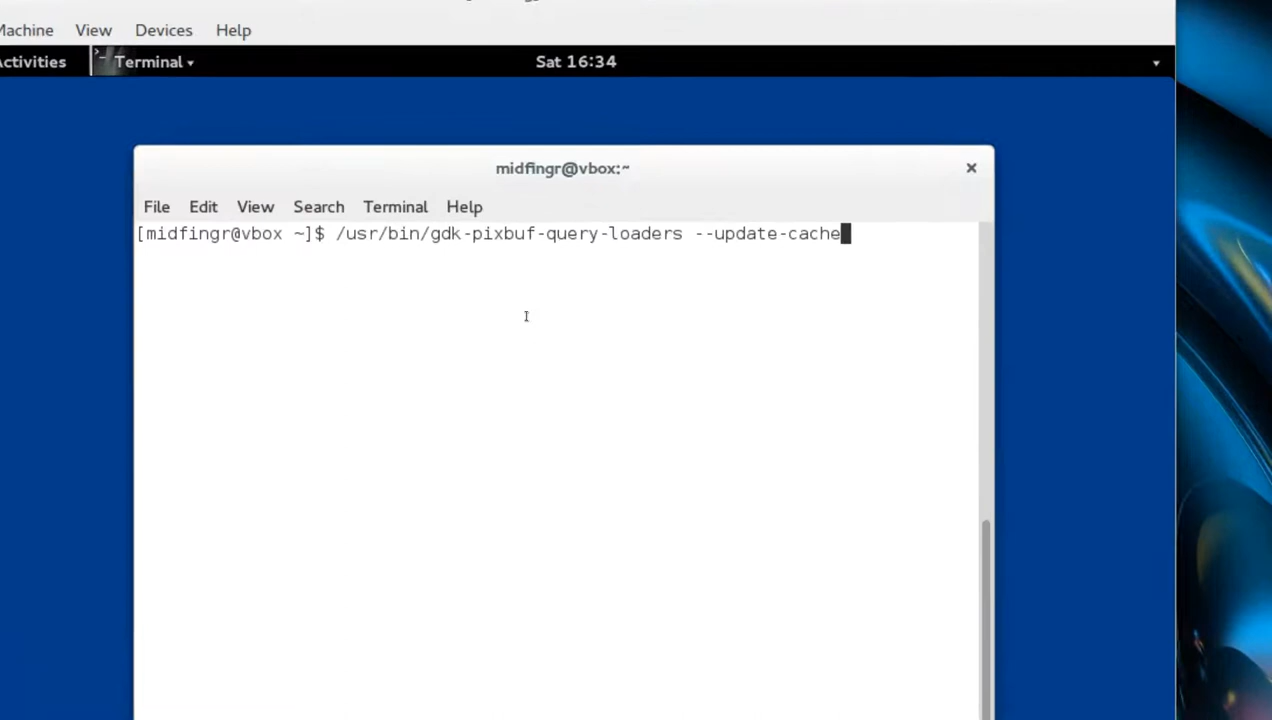 Machine View Devices Help
Activities Terminal Sat 16:34
midfingr@vbox:~
File Edit View Search Terminal Help
[midfingr@vbox ~]$ /usr/bin/gdk-pixbuf-query-loaders --update-cache